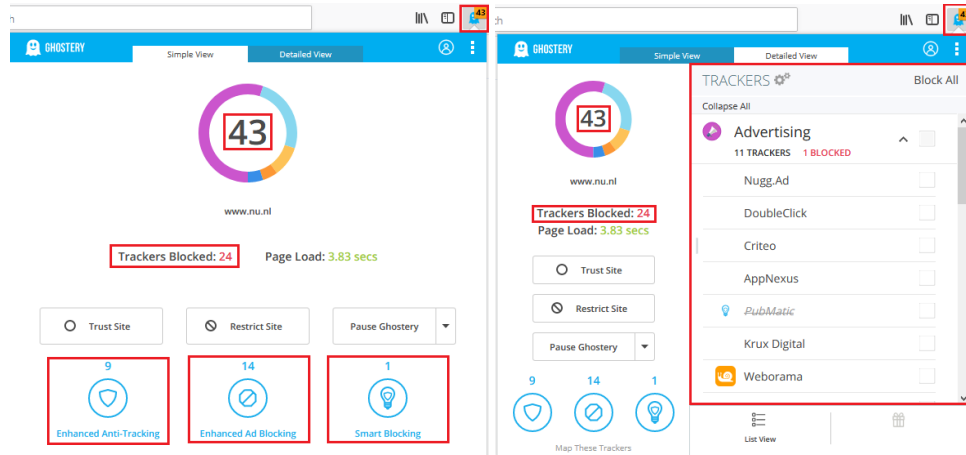 h
43
GHOSTERY
Simple View
Detailed View
43
www.nu.nl
Trackers Blocked: 24
Page Load: 3.83 secs
Trust Site
Restrict Site
Pause Ghostery
9
14
1
Enhanced Anti-Tracking
Enhanced Ad Blocking
Smart Blocking
ch
43
GHOSTERY
Simple View
Detailed View
43
www.nu.nl
Trackers Blocked: 24
Page Load: 3.83 secs
Trust Site
Restrict Site
Pause Ghostery
9
14
1
Map These Trackers
TRACKERS
Block All
Collapse All
Advertising
11 TRACKERS 1 BLOCKED
Nugg.Ad
DoubleClick
Criteo
AppNexus
PubMatic
Krux Digital
Weborama
List View